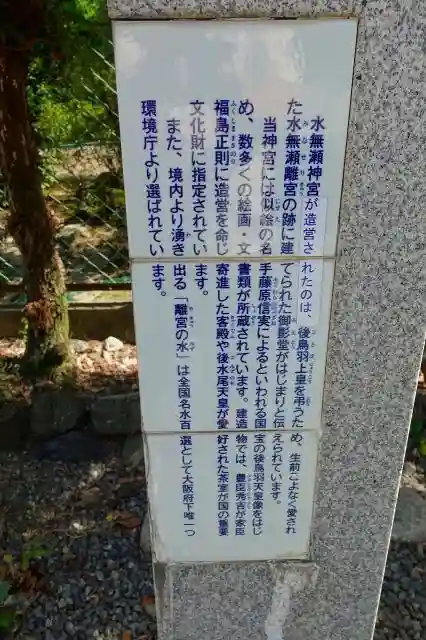 水無瀬神宮が造営されたのは、後鳥羽上皇を弔うため、生前こよなく愛され
た水無瀬離宮の跡に建てられた御影堂がはじまりと伝えられています。
当神宮には似絵の名手藤原信実によるといわれる国宝の後鳥羽天皇像をはじ
め、数多くの絵画・文書類が所蔵されています。建造物では、豊臣秀吉が家臣
福島正則に造営を命じ寄進した客殿や後水尾天皇が愛好された茶室が国の重要
文化財に指定されています。
また、境内より湧き出る「離宮の水」は全国名水百選として大阪府下唯一つ
環境庁より選ばれています。